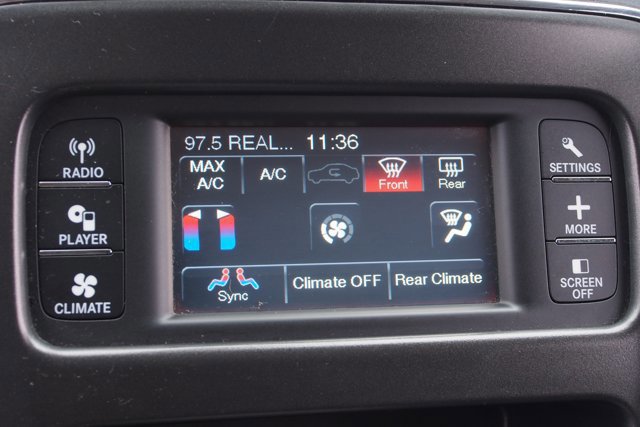 97.5 REAL... 11:36
MAX A/C
A/C
Front
Rear
Sync
Climate OFF
Rear Climate
RADIO
PLAYER
CLIMATE
SETTINGS
MORE
SCREEN OFF